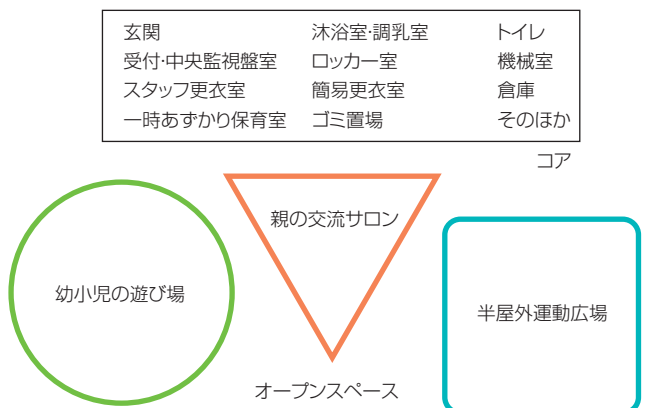 玄関 沐浴室・調乳室 トイレ
受付・中央監視盤室 ロッカー室 機械室
スタッフ更衣室 簡易更衣室 倉庫
一時あずかり保育室 ゴミ置場 そのほか
コア
親の交流サロン
幼小児の遊び場
半屋外運動広場
オープンスペース